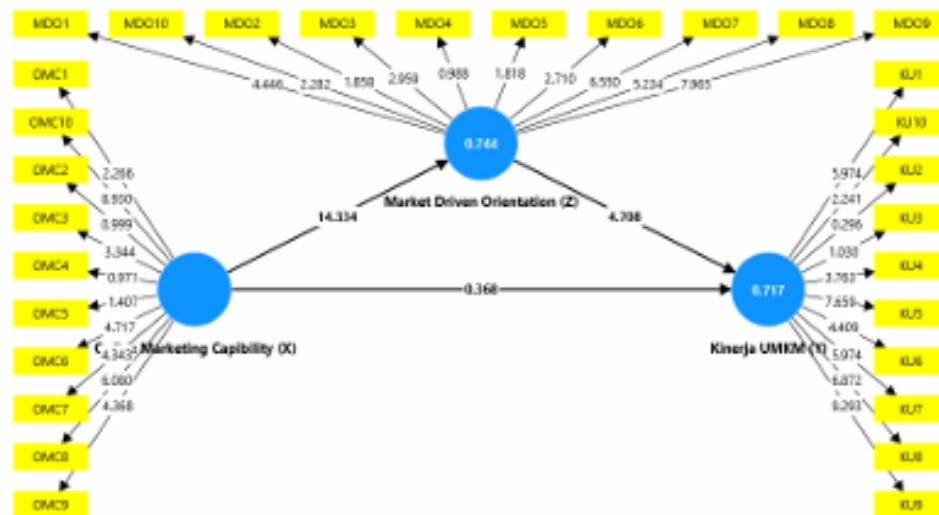 MDO1 MDO10 MDO2 MDO3 MDO4 MDO5 MDO6 MDO7 MDO8 MDO9
4.446 2.282 1.858 2.959 0.988 1.818 2.710 6.550 5.234 7.965
OMC1
OMC10
OMC2
OMC3
OMC4
OMC5
OMC6
OMC7
OMC8
OMC9
2.286
8.930
0.999
3.344
0.971
1.407
4.717
4.343
6.080
4.368
0.744
Market Driven Orientation (Z)
14.334
4.708
0.368
Marketing Capibility (X)
0.717
Kinerja UMKM (Y)
5.974
2.241
0.296
1.030
3.763
7.659
4.409
5.974
6.872
9.293
KU1
KU10
KU2
KU3
KU4
KU5
KU6
KU7
KU8
KU9